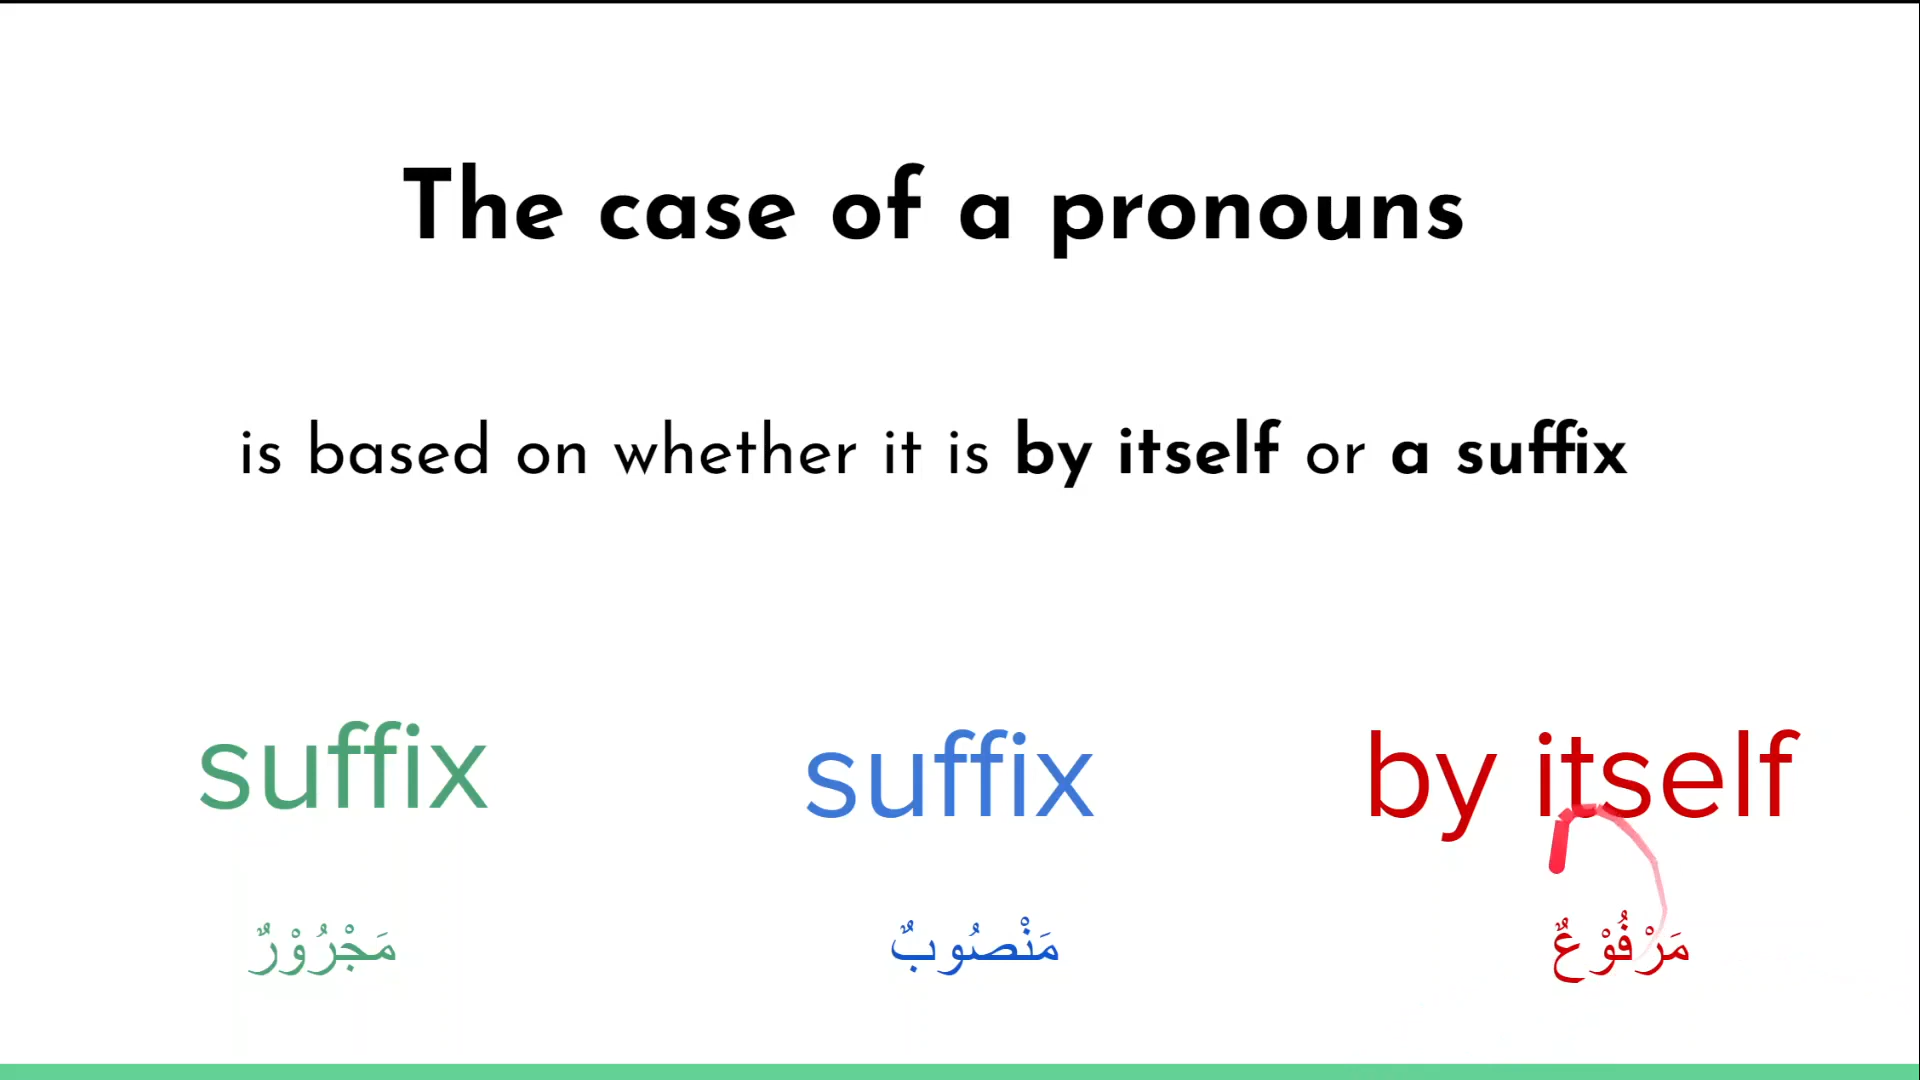 The case of a pronouns
is based on whether it is by itself or a suffix
suffix suffix by itself
مَجْرُوْرٌ مَنْصُوبٌ مَرْفُوْعٌ